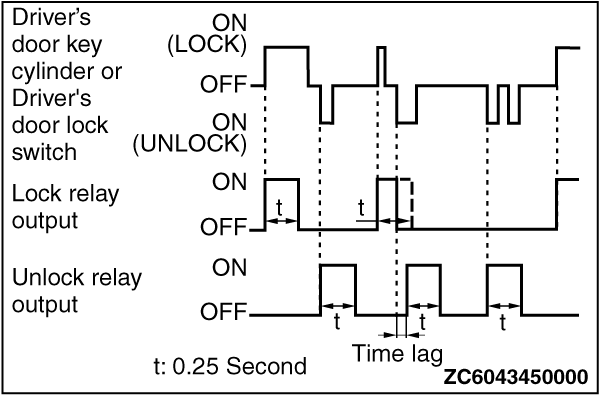 Driver’s
door key
cylinder or
Driver's
door lock
switch
ON
(LOCK)
OFF
ON
(UNLOCK)
Lock relay
output
ON
OFF
t
t
Unlock relay
output
ON
OFF
t
t
t
Time lag
t: 0.25 Second
ZC6043450000